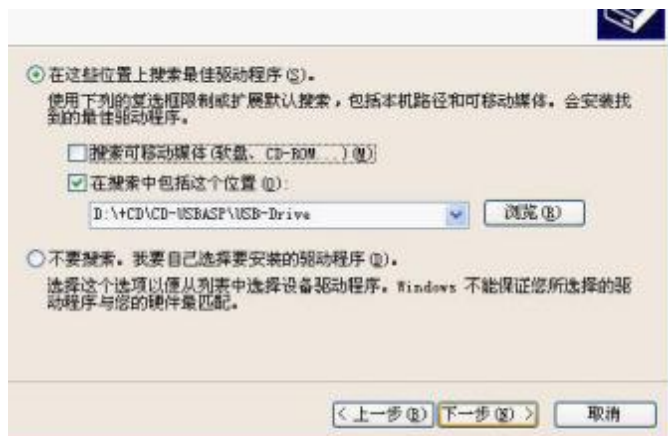 在这些位置上搜索最佳驱动程序(S)。
使用下列的复选框限制或扩展默认搜索，包括本机路径和可移动媒体。会安装找
到的最佳驱动程序。
搜索可移动媒体(软盘、CD-ROM...)(M)
在搜索中包括这个位置(O):
D:\+CD\CD-USBASP\USB-Drive
浏览(R)
不要搜索。我要自己选择要安装的驱动程序(D)。
选择这个选项以便从列表中选择设备驱动程序。Windows 不能保证您所选择的驱
动程序与您的硬件最匹配。
<上一步(B) 下一步(N)> 取消